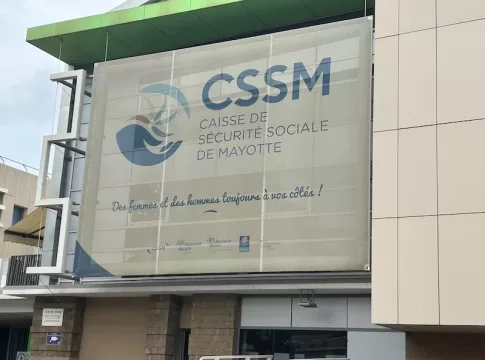 CSSM
CAISSE DE
SÉCURITÉ SOCIALE
DE MAYOTTE
Des femmes et des hommes toujours à vos côtés !